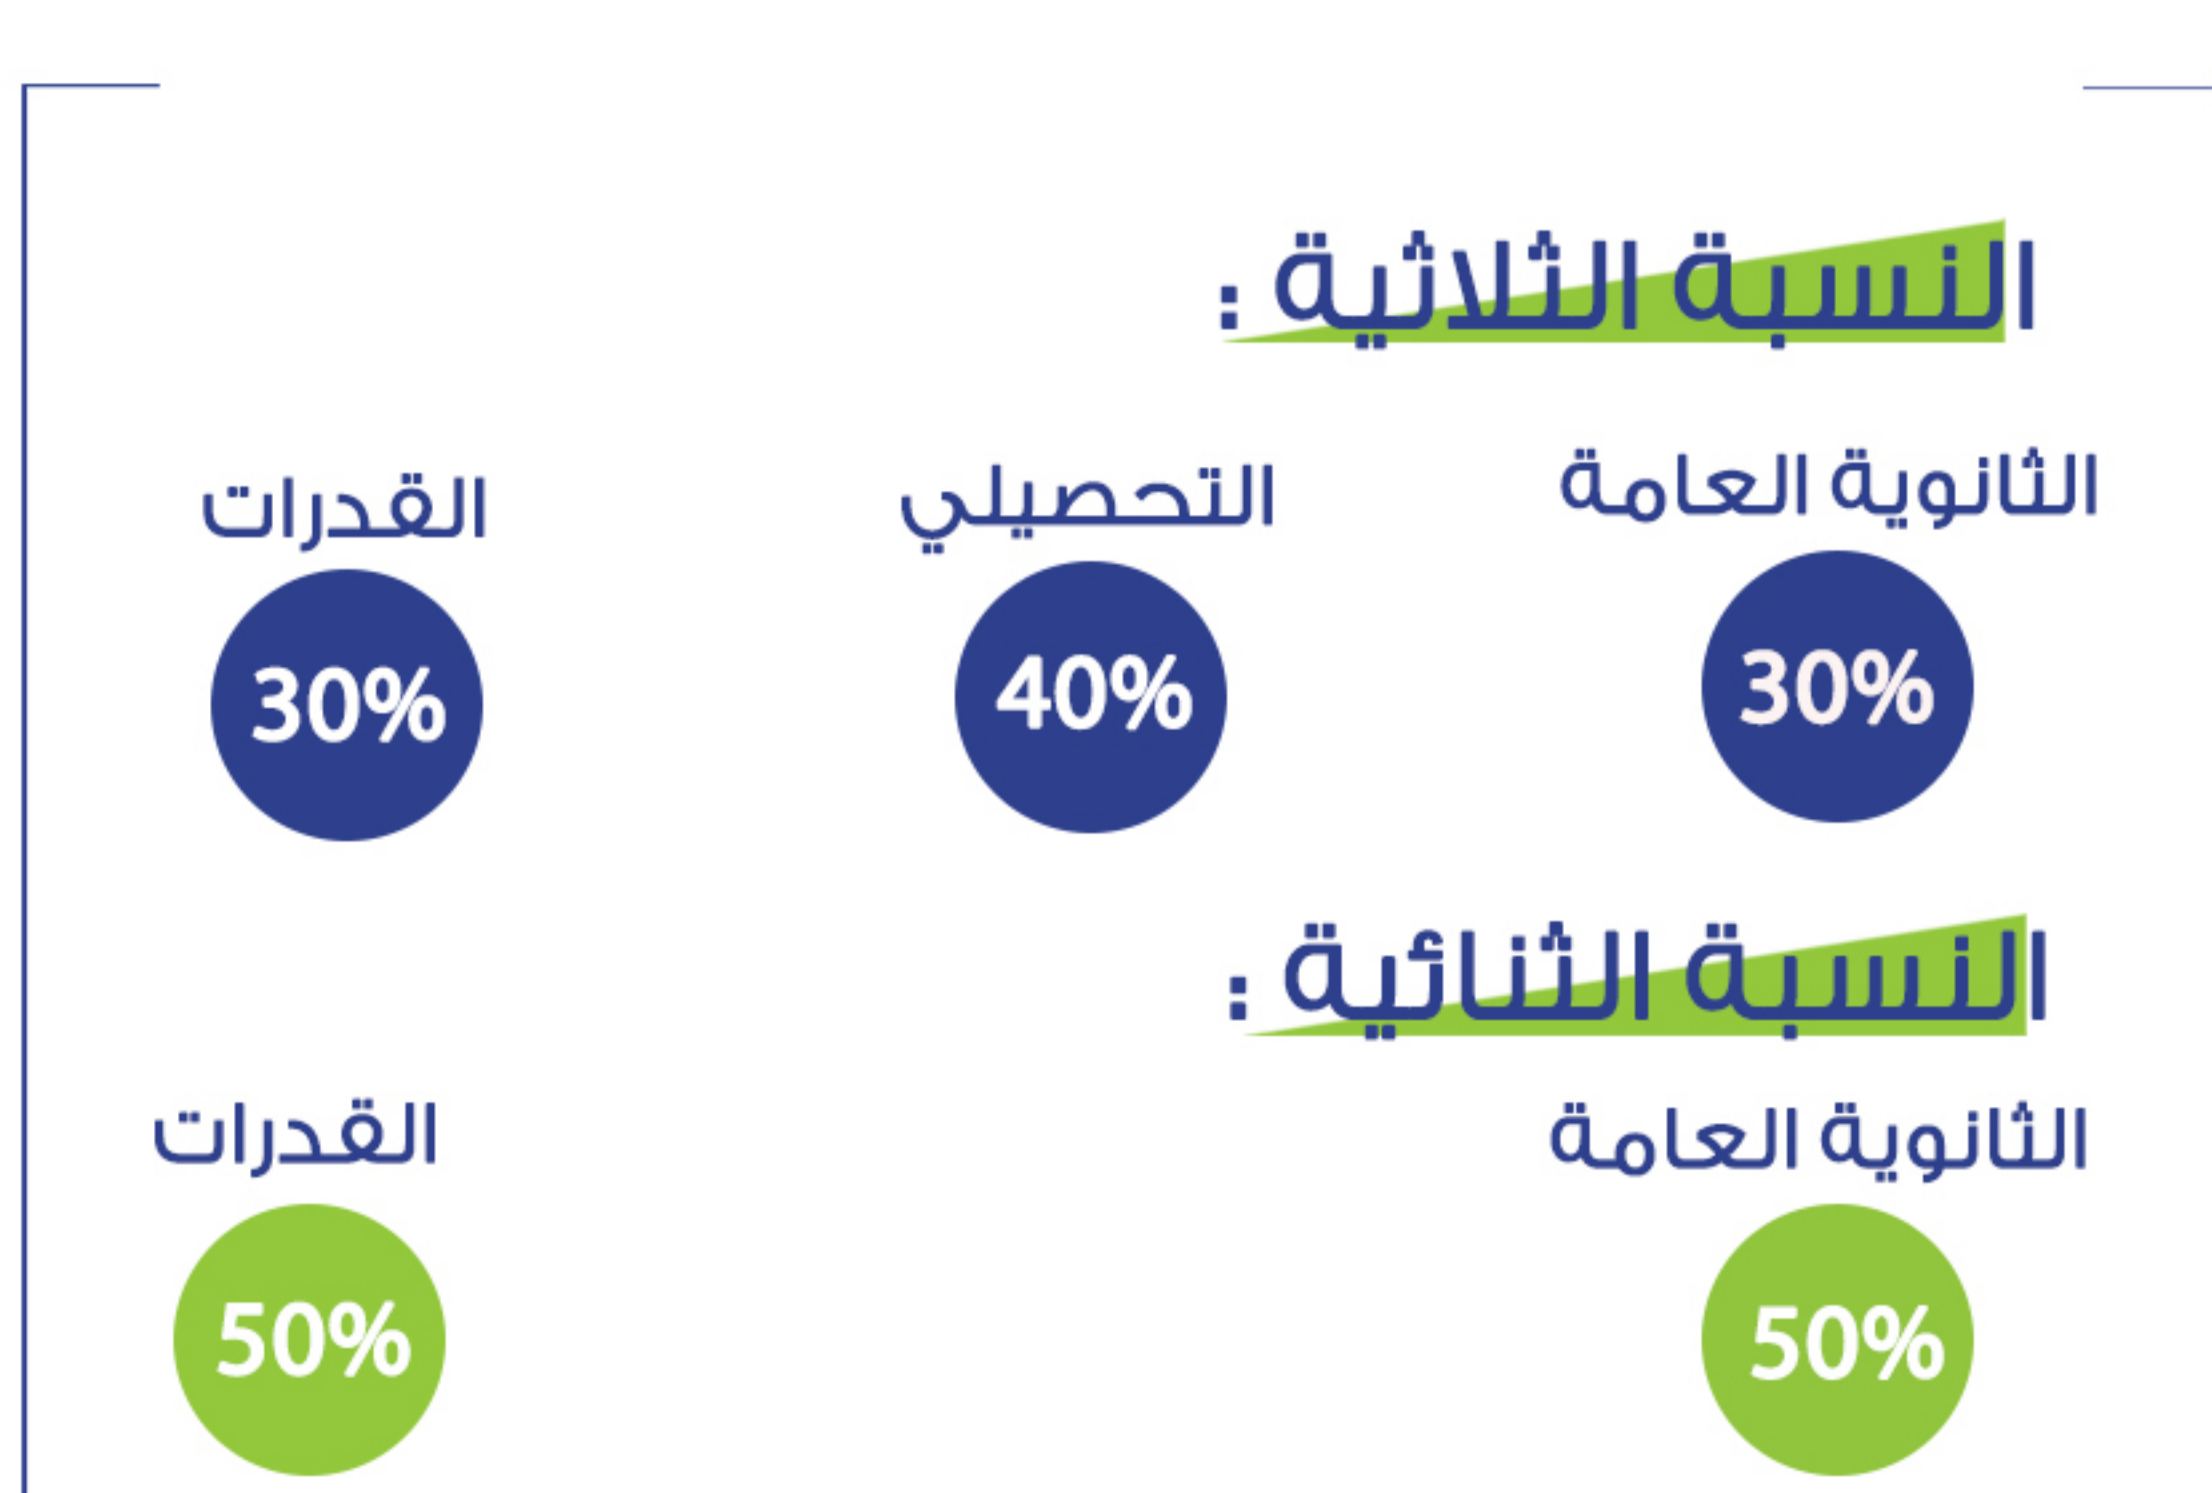 النسبة الثلاثية :
الثانوية العامة التحصيلي القدرات
30% 40% 30%
النسبة الثنائية :
الثانوية العامة القدرات
50% 50%